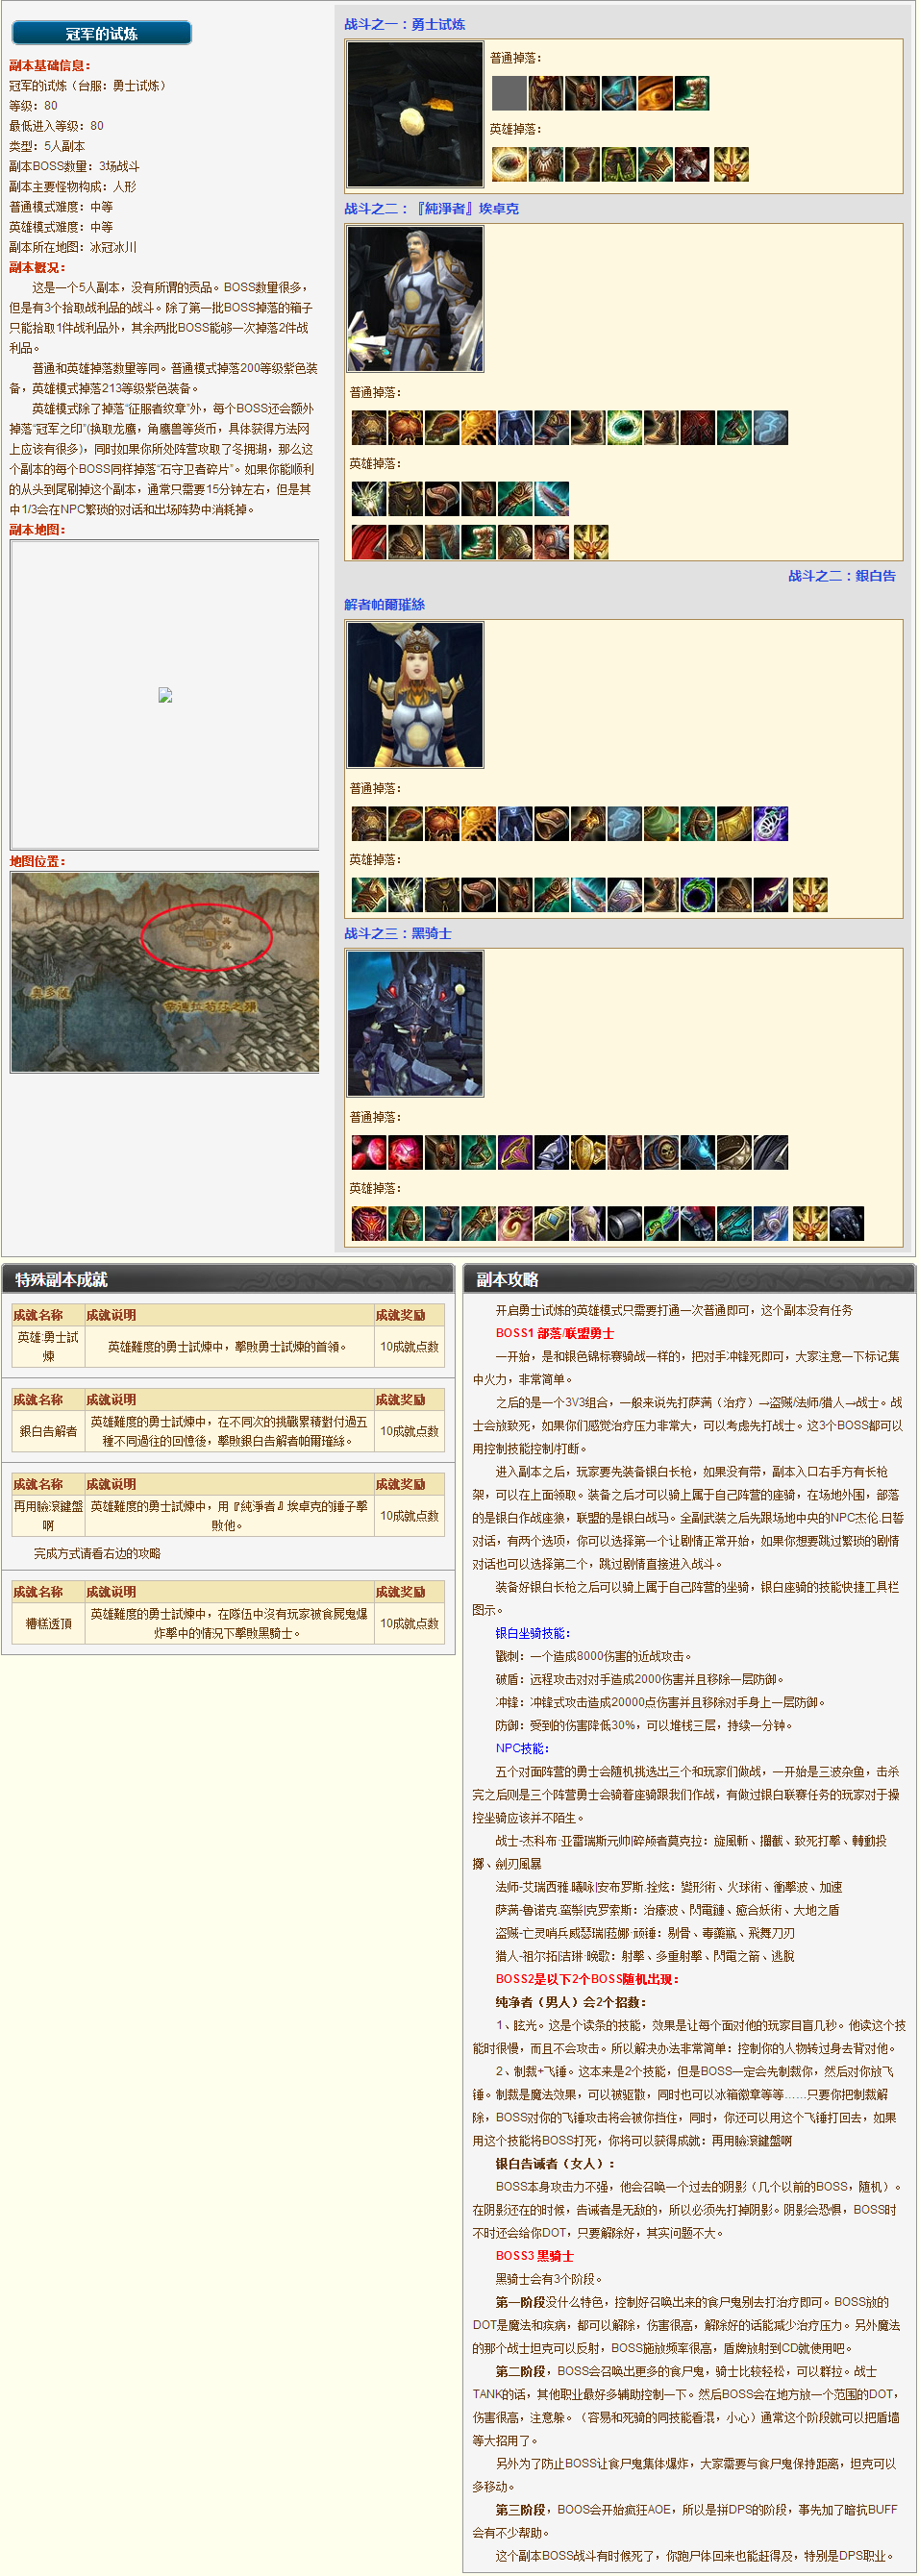 冠军的试炼
副本基础信息：
冠军的试炼（台服：勇士试炼）
等级：80
最低进入等级：80
类型：5人副本
副本BOSS数量：3场战斗
副本主要怪物构成：人形
普通模式难度：中等
英雄模式难度：中等
副本所在地图：冰冠冰川
副本概况：
这是一个5人副本，没有所谓的贡品。BOSS数量很多，
但是有3个拾取战利品的战斗。除了第一批BOSS掉落的箱子
只能拾取1件战利品外，其余两批BOSS能够一次掉落2件战
利品。
普通和英雄掉落数量等同。普通模式掉落200等级紫色装
备，英雄模式掉落213等级紫色装备。
英雄模式除了掉落“征服者纹章”外，每个BOSS还会额外
掉落“冠军之印”(换取龙鹰，角鹰兽等货币，具体获得方法网
上应该有很多)，同时如果你所处阵营攻取了冬拥湖，那么这
个副本的每个BOSS同样掉落“石守卫者碎片”。如果你能顺利
的从头到尾刷掉这个副本，通常只需要15分钟左右，但是其
中1/3会在NPC繁琐的对话和出场阵势中消耗掉。
副本地图：
地图位置：
奥多薩
战斗之一：勇士试炼
普通掉落：
英雄掉落：
战斗之二：『純淨者』埃卓克
普通掉落：
英雄掉落：
战斗之二：銀白告
解者帕爾璀絲
普通掉落：
英雄掉落：
战斗之三：黑骑士
普通掉落：
英雄掉落：
特殊副本成就
成就名称 成就说明 成就奖励
英雄:勇士試
煉
英雄難度的勇士試煉中，擊敗勇士試煉的首領。
10成就点数
成就名称 成就说明 成就奖励
銀白告解者
英雄難度的勇士試煉中，在不同次的挑戰累積對付過五
種不同過往的回憶後，擊敗銀白告解者帕爾璀絲。
10成就点数
成就名称 成就说明 成就奖励
再用臉滾鍵盤
啊
英雄難度的勇士試煉中，用『純淨者』埃卓克的錘子擊
敗他。
10成就点数
完成方式请看右边的攻略
成就名称 成就说明 成就奖励
糟糕透頂
英雄難度的勇士試煉中，在隊伍中沒有玩家被食屍鬼爆
炸擊中的情況下擊敗黑騎士。
10成就点数
副本攻略
开启勇士试炼的英雄模式只需要打通一次普通即可，这个副本没有任务
BOSS1 部落/联盟勇士
一开始，是和银色锦标赛骑战一样的，把对手冲锋死即可，大家注意一下标记集
中火力，非常简单。
之后的是一个3V3组合，一般来说先打萨满（治疗）→盗贼/法师/猎人→战士。战
士会放致死，如果你们感觉治疗压力非常大，可以考虑先打战士。这3个BOSS都可以
用控制技能控制/打断。
进入副本之后，玩家要先装备银白长枪，如果没有带，副本入口右手方有长枪
架，可以在上面领取。装备之后才可以骑上属于自己阵营的座骑，在场地外围，部落
的是银白作战座狼，联盟的是银白战马。全副武装之后先跟场地中央的NPC杰伦.日誓
对话，有两个选项，你可以选择第一个让剧情正常开始，如果你想要跳过繁琐的剧情
对话也可以选择第二个，跳过剧情直接进入战斗。
装备好银白长枪之后可以骑上属于自己阵营的坐骑，银白座骑的技能快捷工具栏
图示。
银白坐骑技能：
戳刺：一个造成8000伤害的近战攻击。
破盾：远程攻击对对手造成2000伤害并且移除一层防御。
冲锋：冲锋式攻击造成20000点伤害并且移除对手身上一层防御。
防御：受到的伤害降低30%，可以堆栈三层，持续一分钟。
NPC技能：
五个对面阵营的勇士会随机挑选出三个和玩家们做战，一开始是三波杂鱼，击杀
完之后则是三个阵营勇士会骑着座骑跟我们作战，有做过银白联赛任务的玩家对于操
控坐骑应该并不陌生。
战士-杰科布·亚雷瑞斯元帅|碎颅者莫克拉：旋風斬、攔截、致死打擊、轉動投
擲、劍刃風暴
法师-艾瑞西雅.曦咏|安布罗斯.拴炫：變形術、火球術、衝擊波、加速
萨满-鲁诺克.蛮鬃|克罗索斯：治療波、閃電鏈、癒合妖術、大地之盾
盗贼-亡灵哨兵威瑟瑞|菈娜·顽锤：剔骨、毒藥瓶、飛舞刀刃
猎人-祖尔拓|洁琳·晚歌：射擊、多重射擊、閃電之箭、逃脫
BOSS2是以下2个BOSS随机出现：
纯净者（男人）会2个招数：
1、眩光。这是个读条的技能，效果是让每个面对他的玩家目盲几秒。他读这个技
能时很慢，而且不会攻击。所以解决办法非常简单：控制你的人物转过身去背对他。
2、制裁+飞锤。这本来是2个技能，但是BOSS一定会先制裁你，然后对你放飞
锤。制裁是魔法效果，可以被驱散，同时也可以冰箱徽章等等……只要你把制裁解
除，BOSS对你的飞锤攻击将会被你挡住，同时，你还可以用这个飞锤打回去，如果
用这个技能将BOSS打死，你将可以获得成就：再用臉滾鍵盤啊
银白告诫者（女人）：
BOSS本身攻击力不强，他会召唤一个过去的阴影（几个以前的BOSS，随机）。
在阴影还在的时候，告诫者是无敌的，所以必须先打掉阴影。阴影会恐惧，BOSS时
不时还会给你DOT，只要解除好，其实问题不大。
BOSS3 黑骑士
黑骑士会有3个阶段。
第一阶段没什么特色，控制好召唤出来的食尸鬼别去打治疗即可。BOSS放的
DOT是魔法和疾病，都可以解除，伤害很高，解除好的话能减少治疗压力。另外魔法
的那个战士坦克可以反射，BOSS施放频率很高，盾牌放射到CD就使用吧。
第二阶段，BOSS会召唤出更多的食尸鬼，骑士比较轻松，可以群拉。战士
TANK的话，其他职业最好多辅助控制一下。然后BOSS会在地方放一个范围的DOT，
伤害很高，注意躲。（容易和死骑的同技能看混，小心）通常这个阶段就可以把盾墙
等大招用了。
另外为了防止BOSS让食尸鬼集体爆炸，大家需要与食尸鬼保持距离，坦克可以
多移动。
第三阶段，BOOS会开始疯狂AOE，所以是拼DPS的阶段，事先加了暗抗BUFF
会有不少帮助。
这个副本BOSS战斗有时候死了，你跑尸体回来也能赶得及，特别是DPS职业。